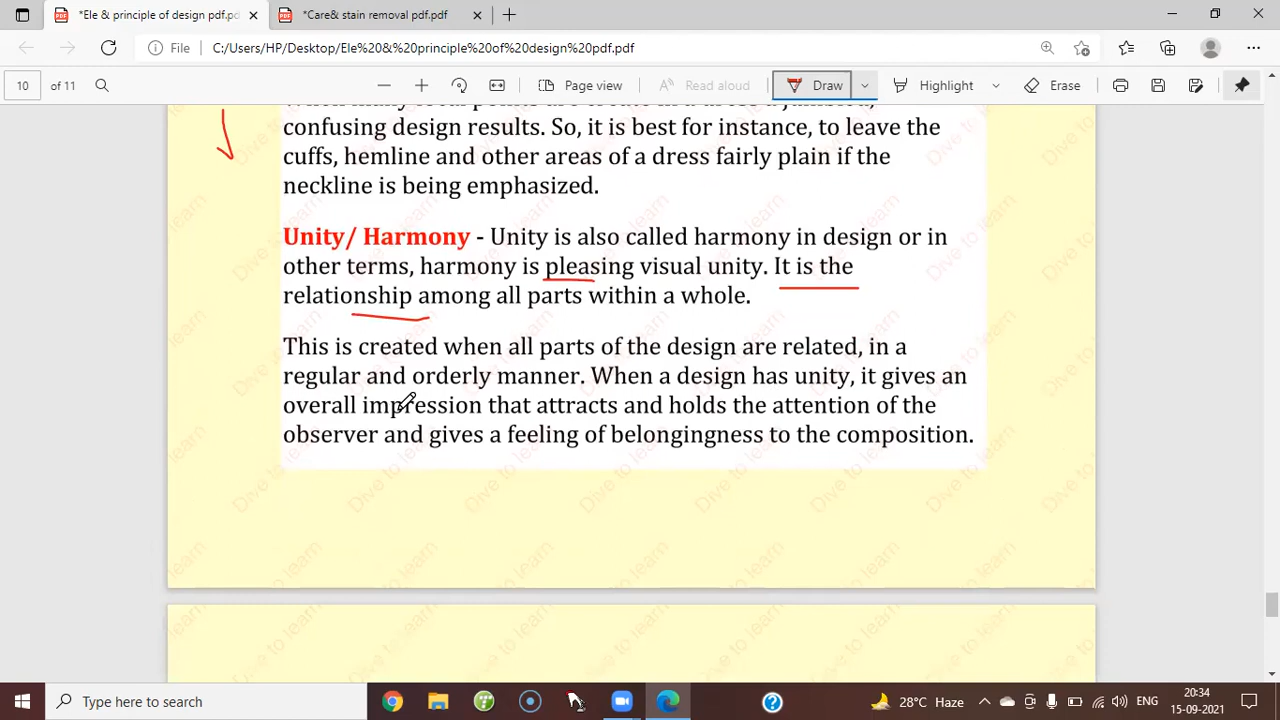 *Ele & principle of design pdf.pdf
*Care& stain removal pdf.pdf
File C:/Users/HP/Desktop/Ele%20&%20principle%20of%20design%20pdf.pdf
10 of 11 Page view Read aloud Draw Highlight Erase
confusing design results. So, it is best for instance, to leave the
cuffs, hemline and other areas of a dress fairly plain if the
neckline is being emphasized.
Unity/ Harmony - Unity is also called harmony in design or in
other terms, harmony is pleasing visual unity. It is the
relationship among all parts within a whole.
This is created when all parts of the design are related, in a
regular and orderly manner. When a design has unity, it gives an
overall impression that attracts and holds the attention of the
observer and gives a feeling of belongingness to the composition.
Dive to learn
Type here to search
28°C Haze
ENG
20:34
15-09-2021